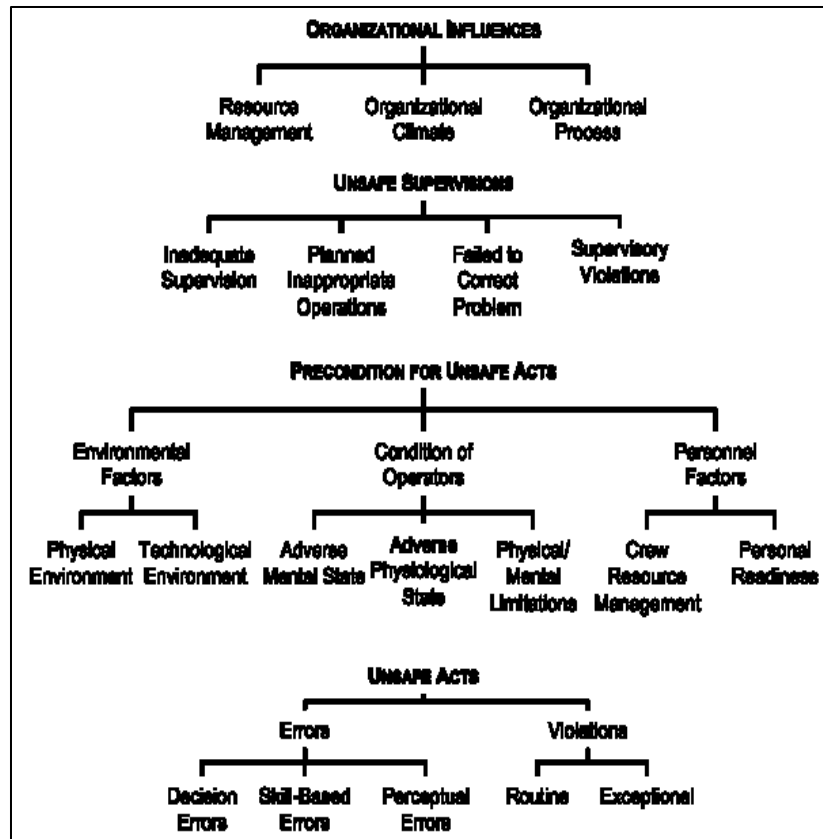 ORGANIZATIONAL INFLUENCES
Resource
Management
Organizational
Climate
Organizational
Process
UNSAFE SUPERVISIONS
Inadequate
Supervision
Planned
Inappropriate
Operations
Failed to
Correct
Problem
Supervisory
Violations
PRECONDITION FOR UNSAFE ACTS
Environmental
Factors
Condition of
Operators
Personnel
Factors
Physical
Environment
Technological
Environment
Adverse
Mental State
Adverse
Physiological
State
Physical/
Mental
Limitations
Crew
Resource
Management
Personal
Readiness
UNSAFE ACTS
Errors
Violations
Decision
Errors
Skill-Based
Errors
Perceptual
Errors
Routine
Exceptional